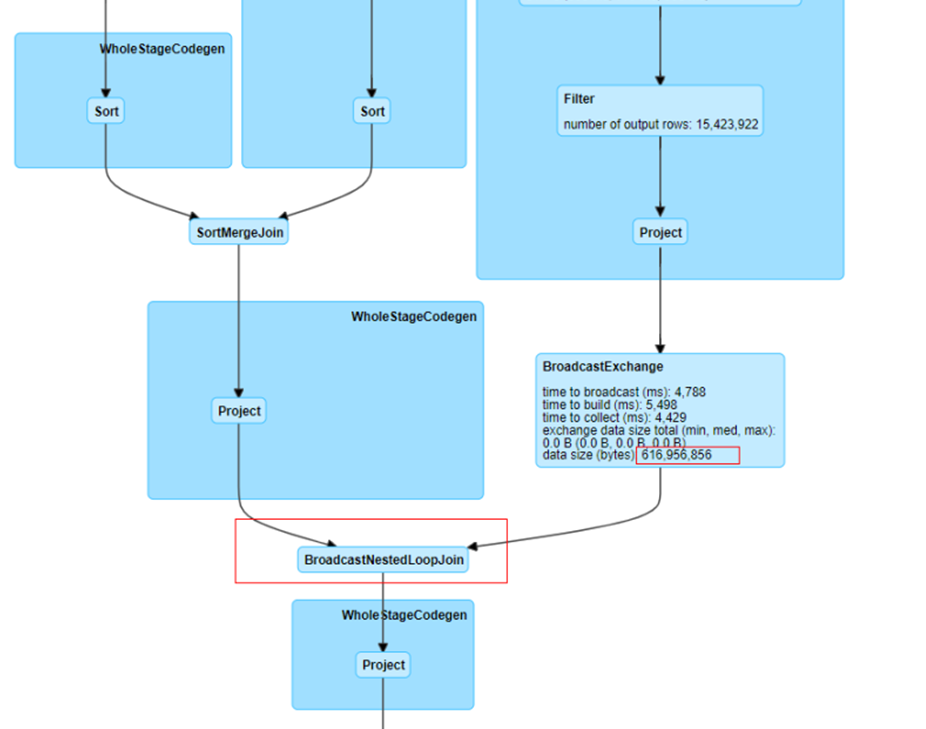 WholeStageCodegen
Sort
Sort
Filter
number of output rows: 15,423,922
SortMergeJoin
Project
WholeStageCodegen
Project
BroadcastExchange
time to broadcast (ms): 4,788
time to build (ms): 5,498
time to collect (ms): 4,429
exchange data size total (min, med, max):
0.0 B (0.0 B, 0.0 B, 0.0 B)
data size (bytes) 616,956,856
BroadcastNestedLoopJoin
WholeStageCodegen
Project